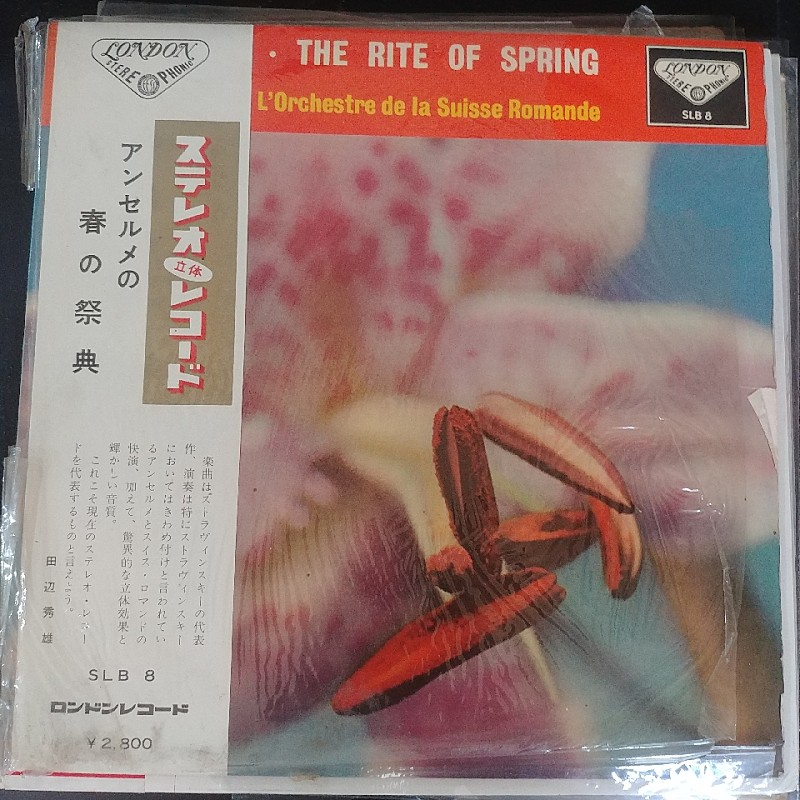 LONDON
STEREO PHONIC
ステレオ立体レコード
アンセルメの
春の祭典
楽曲はストラヴィンスキーの代表
作、演奏は特にストラヴィンスキー
においてはきわめ付けと言われてい
るアンセルメとスイス・ロマンドの
快演、加えて、驚異的な立体効果と
輝かしい音質。
これこそ現在のステレオ・レコー
ドを代表するものと言えよう。
田辺秀雄
SLB 8
ロンドンレコード
¥2,800
• THE RITE OF SPRING
L'Orchestre de la Suisse Romande
LONDON
STEREO PHONIC
SLB 8